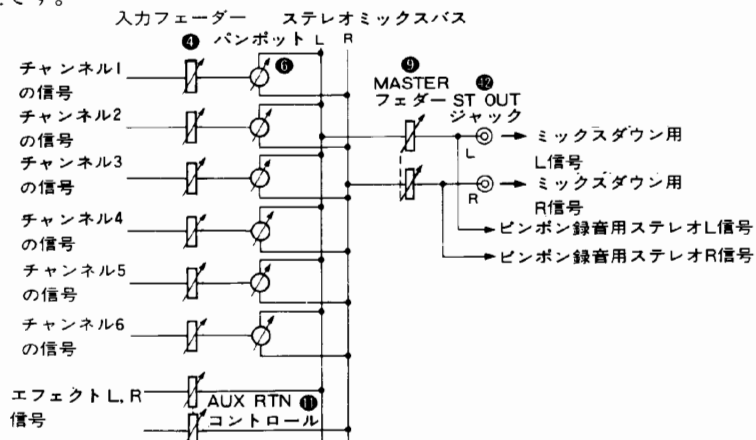 です。
入力フェーダー ステレオミックスバス
❹ パンポット L R
❻
チャンネル1
の信号
チャンネル2
の信号
チャンネル3
の信号
チャンネル4
の信号
チャンネル5
の信号
チャンネル6
の信号
エフェクトL, R
信号
AUX RTN ⓫
コントロール
❾
MASTER
フェダー
⓬
ST OUT
ジャック
L
ミックスダウン用
L信号
R
ミックスダウン用
R信号
ピンポン録音用ステレオL信号
ピンポン録音用ステレオR信号